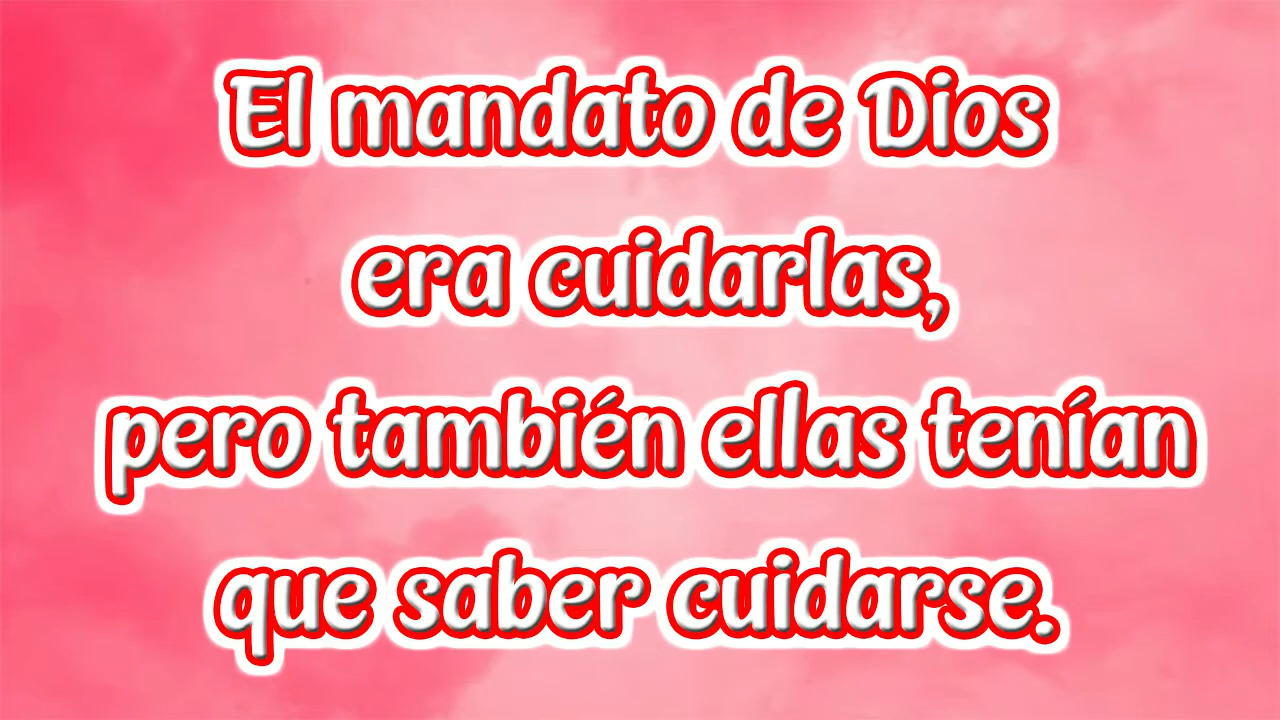 El mandato de Dios
era cuidarlas,
pero también ellas tenían
que saber cuidarse.